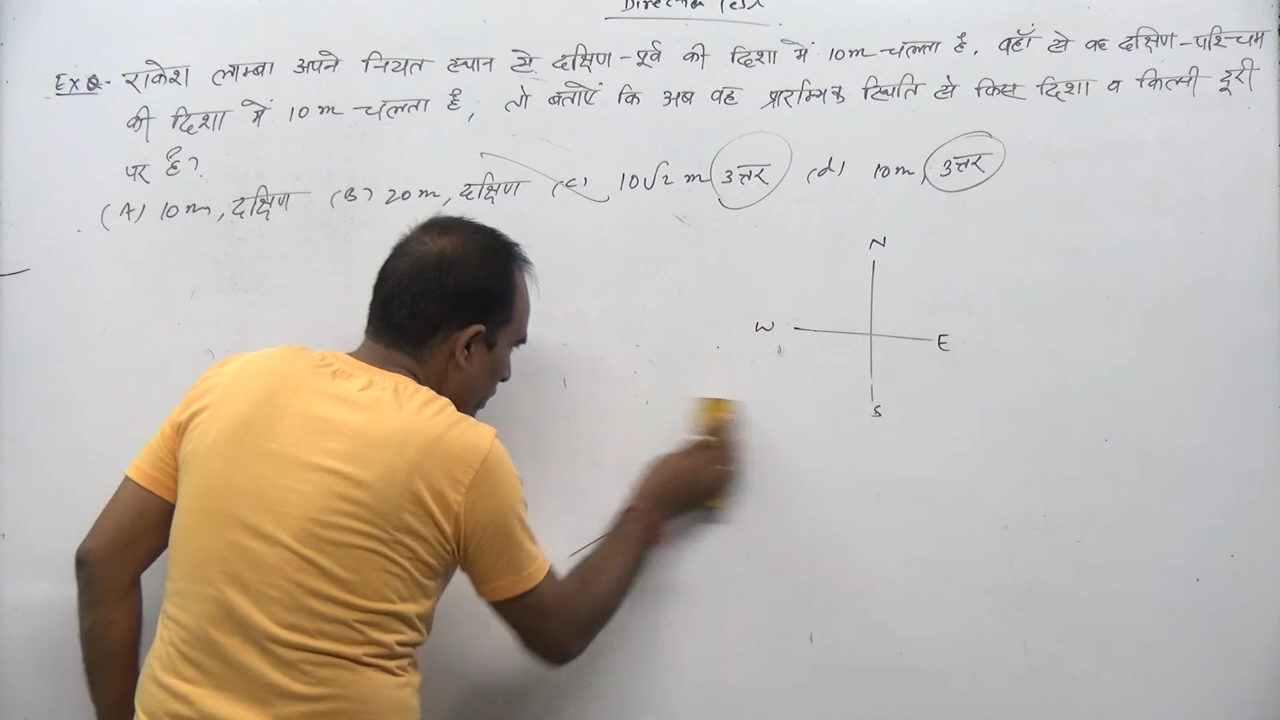 Direction Test
Ex Q- राकेश लाम्बा अपने नियत स्थान से दक्षिण-पूर्व की दिशा में 10m चलता है, वहाँ से वह दक्षिण-पश्चिम
की दिशा में 10m चलता है, तो बताऐं कि अब वह प्रारम्भिक स्थिति से किस दिशा व कितनी दूरी
पर है?
(A) 10m, दक्षिण (B) 20m, दक्षिण (c) 10√2 m उत्तर (d) 10m, उत्तर
N
W E
S